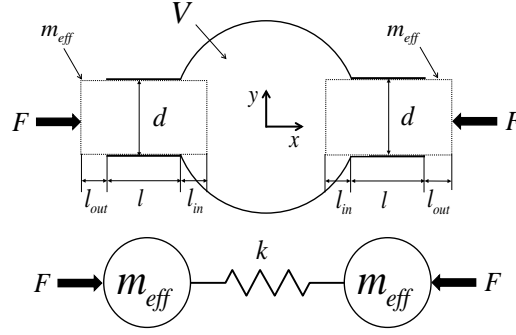 V
m_eff m_eff
y
F d x d F
l_out l l_in l_in l l_out
k
F m_eff m_eff F